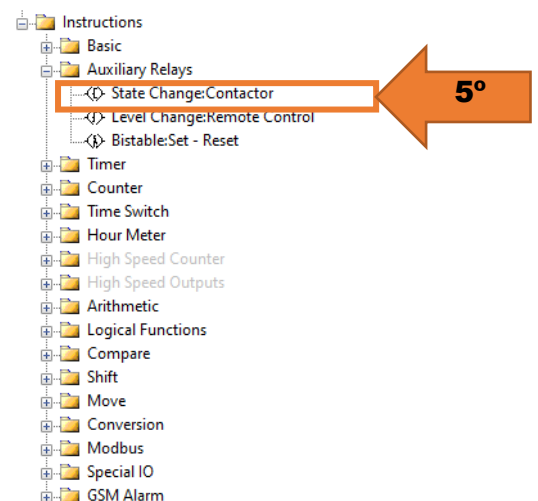 Instructions
Basic
Auxiliary Relays
State Change:Contactor
5º
Level Change:Remote Control
Bistable:Set - Reset
Timer
Counter
Time Switch
Hour Meter
High Speed Counter
High Speed Outputs
Arithmetic
Logical Functions
Compare
Shift
Move
Conversion
Modbus
Special IO
GSM Alarm